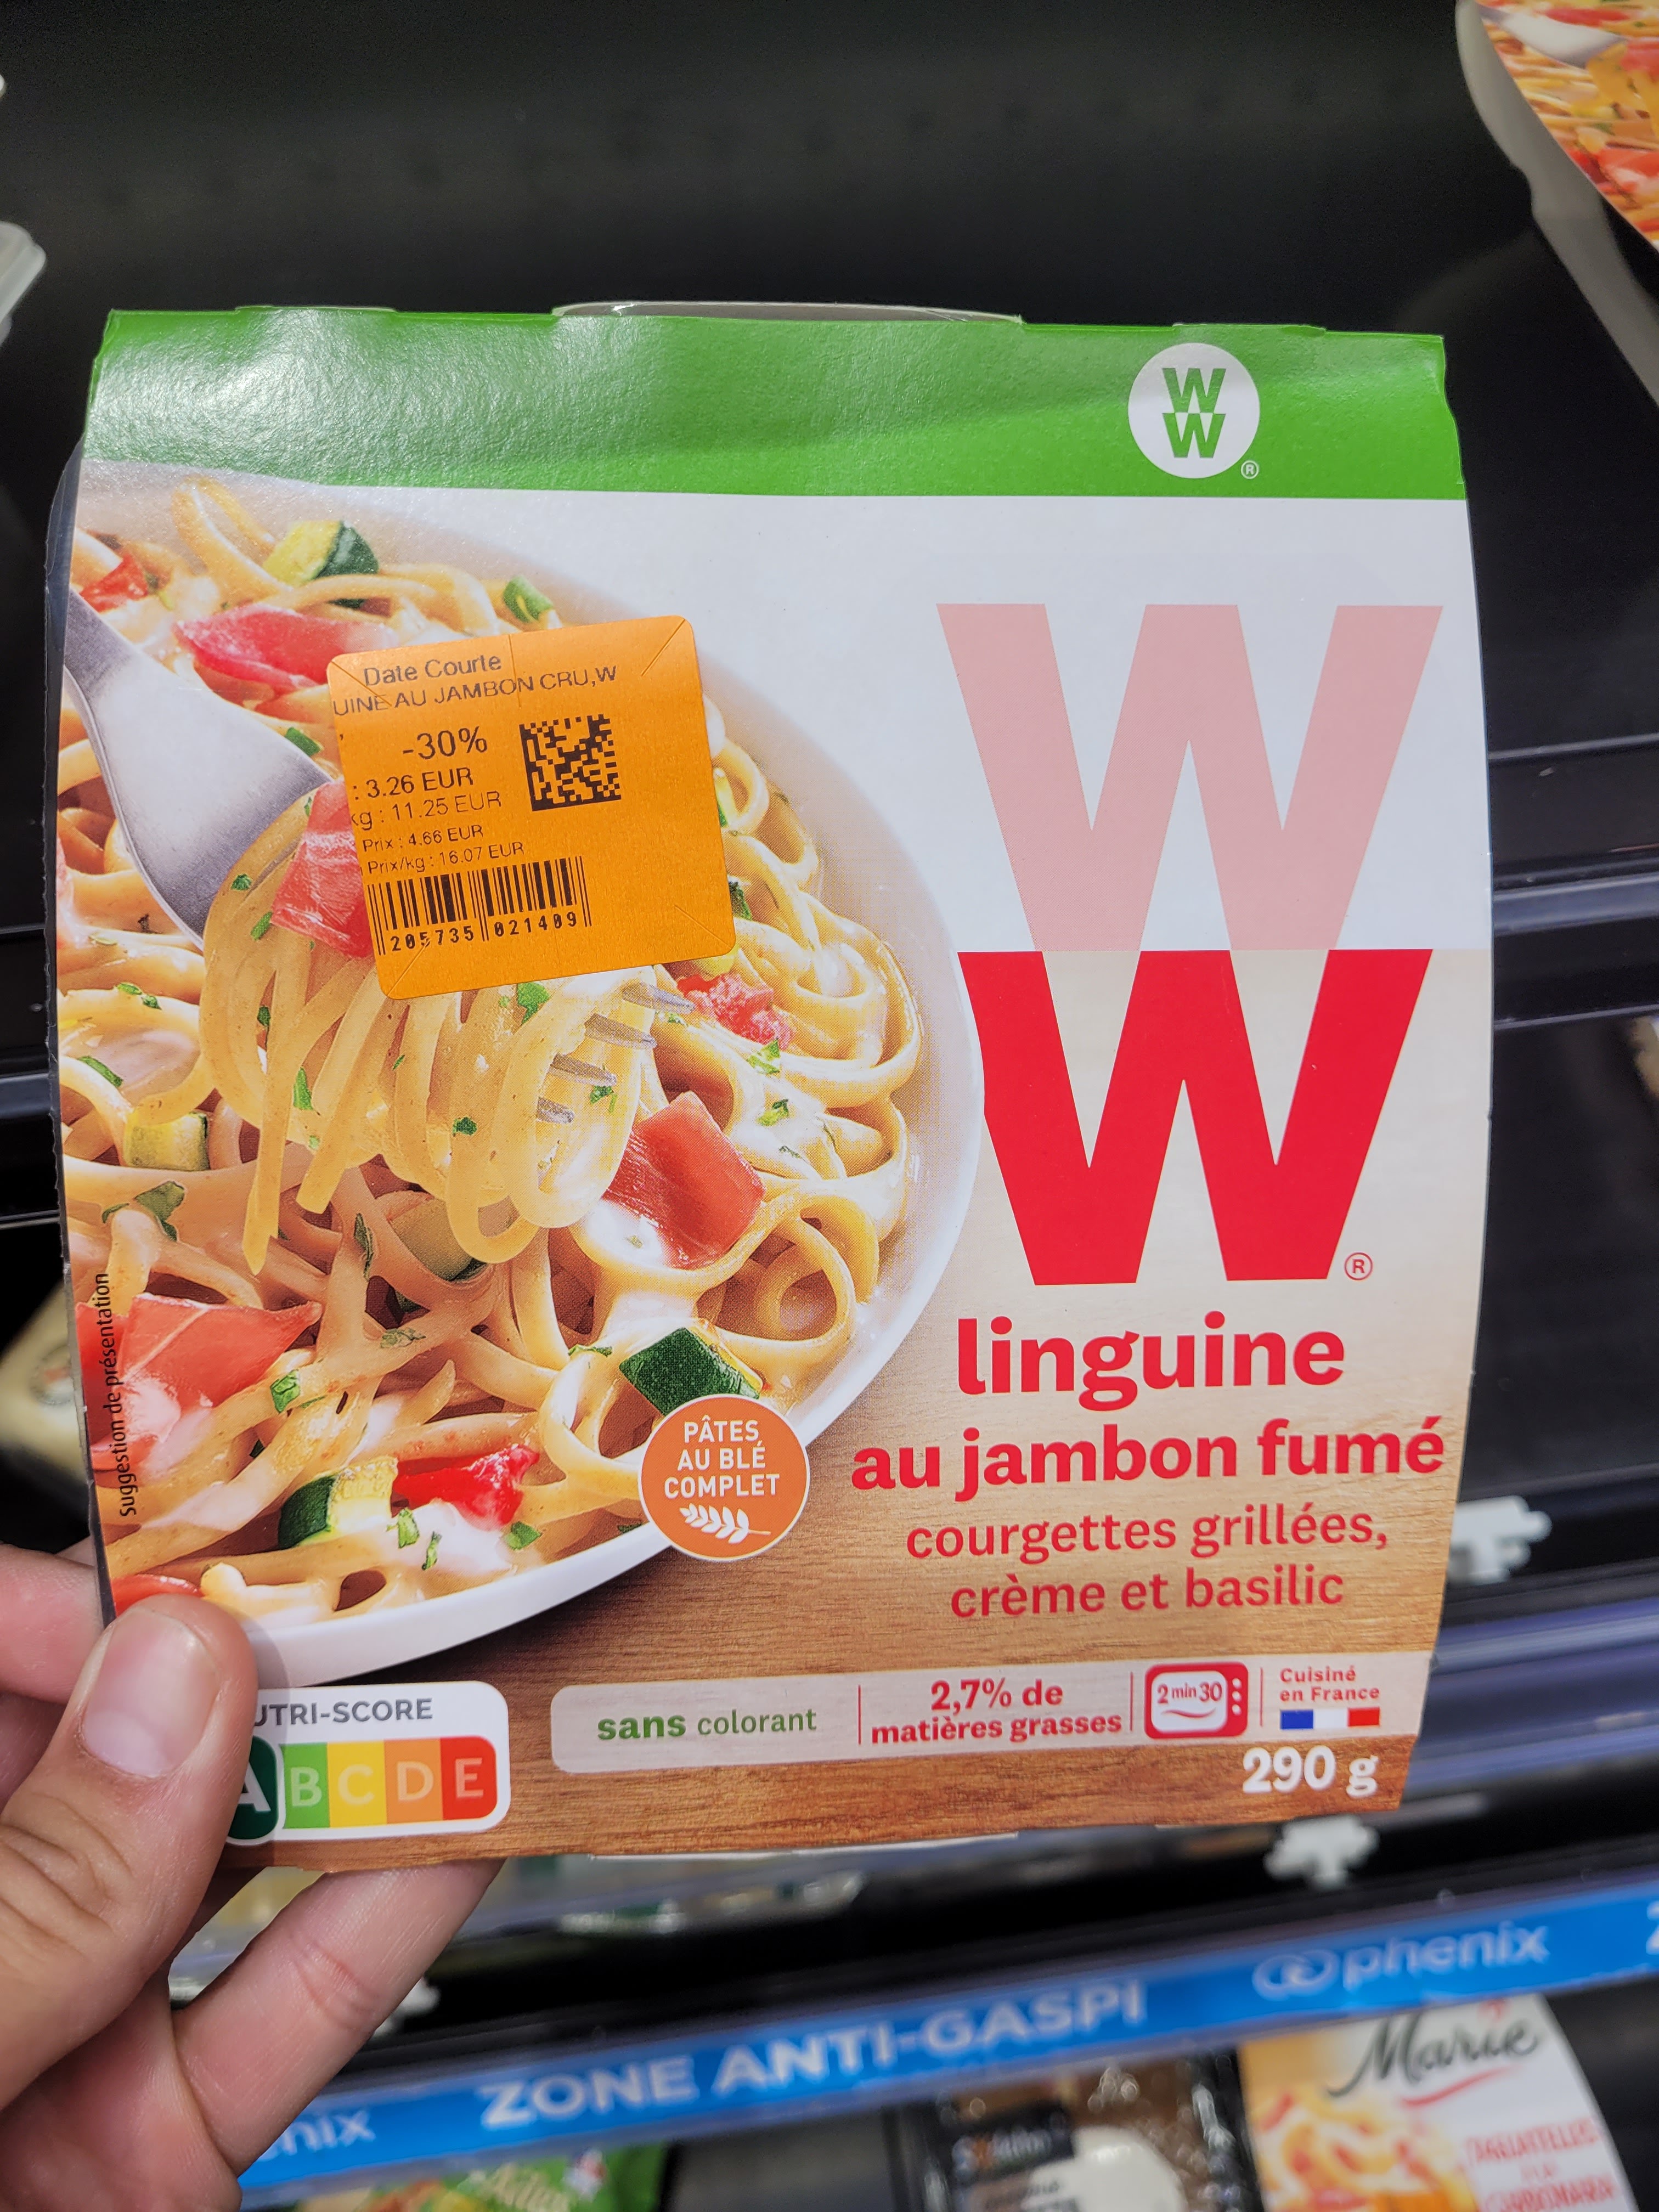 W
W
®
Date Courte
UINE AU JAMBON CRU,W
-30%
: 3.26 EUR
kg : 11.25 EUR
Prix : 4.66 EUR
Prix/kg : 16.07 EUR
205735 021409
W
W
®
linguine
au jambon fumé
courgettes grillées,
crème et basilic
PÂTES
AU BLÉ
COMPLET
Suggestion de présentation
UTRI-SCORE
A B C D E
sans colorant
2,7% de
matières grasses
2 min 30
Cuisiné
en France
290 g
nix
ZONE ANTI-GASPI
phenix
Marie
TAGLIATELLES
CARBONARA